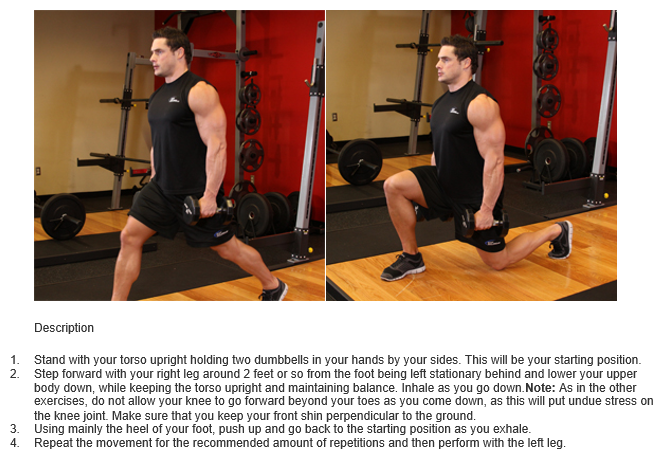 Description
1. Stand with your torso upright holding two dumbbells in your hands by your sides. This will be your starting position.
2. Step forward with your right leg around 2 feet or so from the foot being left stationary behind and lower your upper
body down, while keeping the torso upright and maintaining balance. Inhale as you go down.Note: As in the other
exercises, do not allow your knee to go forward beyond your toes as you come down, as this will put undue stress on
the knee joint. Make sure that you keep your front shin perpendicular to the ground.
3. Using mainly the heel of your foot, push up and go back to the starting position as you exhale.
4. Repeat the movement for the recommended amount of repetitions and then perform with the left leg.